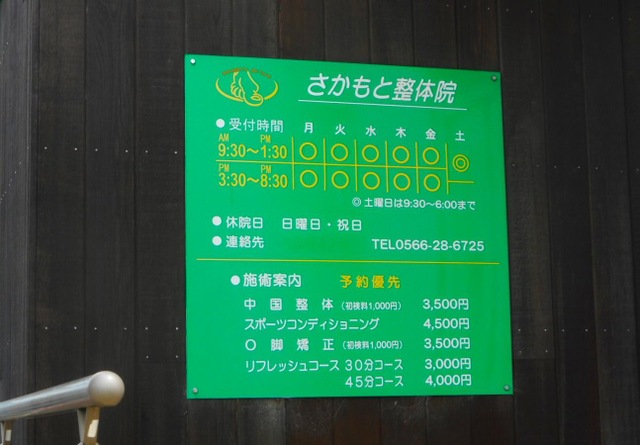 さかもと整体院
●受付時間 月 火 水 木 金 土
AM 9:30～PM 1:30 ○ ○ ○ ○ ○ ◎
PM 3:30～PM 8:30 ○ ○ ○ ○ ○
◎土曜日は9:30～6:00まで
●休院日 日曜日・祝日
●連絡先 TEL0566-28-6725
●施術案内 予約優先
中国整体(初検料1,000円) 3,500円
スポーツコンディショニング 4,500円
O脚矯正(初検料1,000円) 3,500円
リフレッシュコース 30分コース 3,000円
45分コース 4,000円